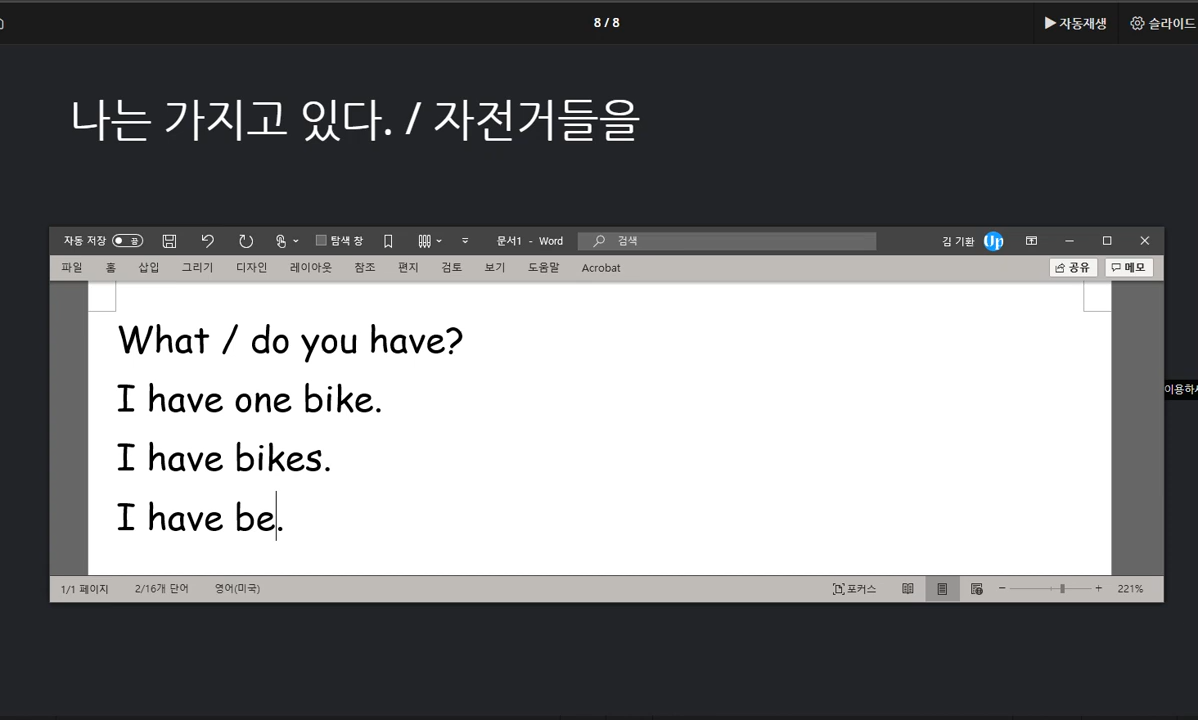 8 / 8
▶ 자동재생
슬라이드
나는 가지고 있다. / 자전거들을
자동 저장 끔
탐색 창
문서1 - Word
검색
김 기환
Up
파일 홈 삽입 그리기 디자인 레이아웃 참조 편지 검토 보기 도움말 Acrobat
공유
메모
What / do you have?
이용하
I have one bike.
I have bikes.
I have be.
1/1 페이지 2/16개 단어 영어(미국)
포커스
221%